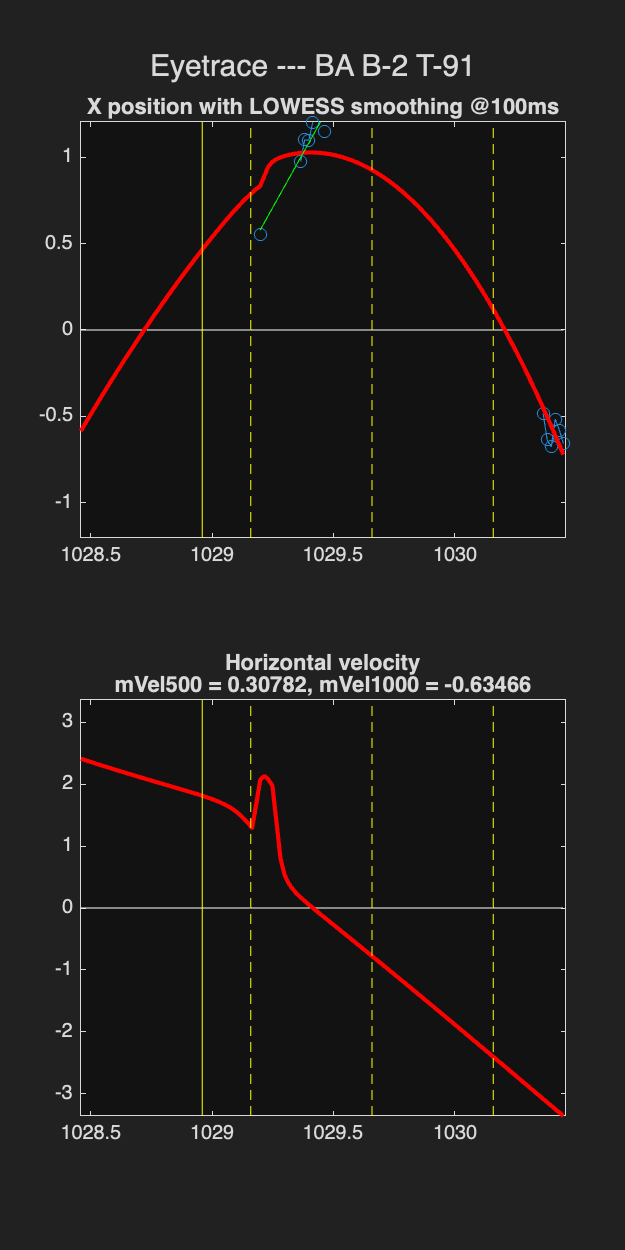 Eyetrace --- BA B-2 T-91
X position with LOWESS smoothing @100ms
1
0.5
0
-0.5
-1
1028.5 1029 1029.5 1030
Horizontal velocity
mVel500 = 0.30782, mVel1000 = -0.63466
3
2
1
0
-1
-2
-3
1028.5 1029 1029.5 1030